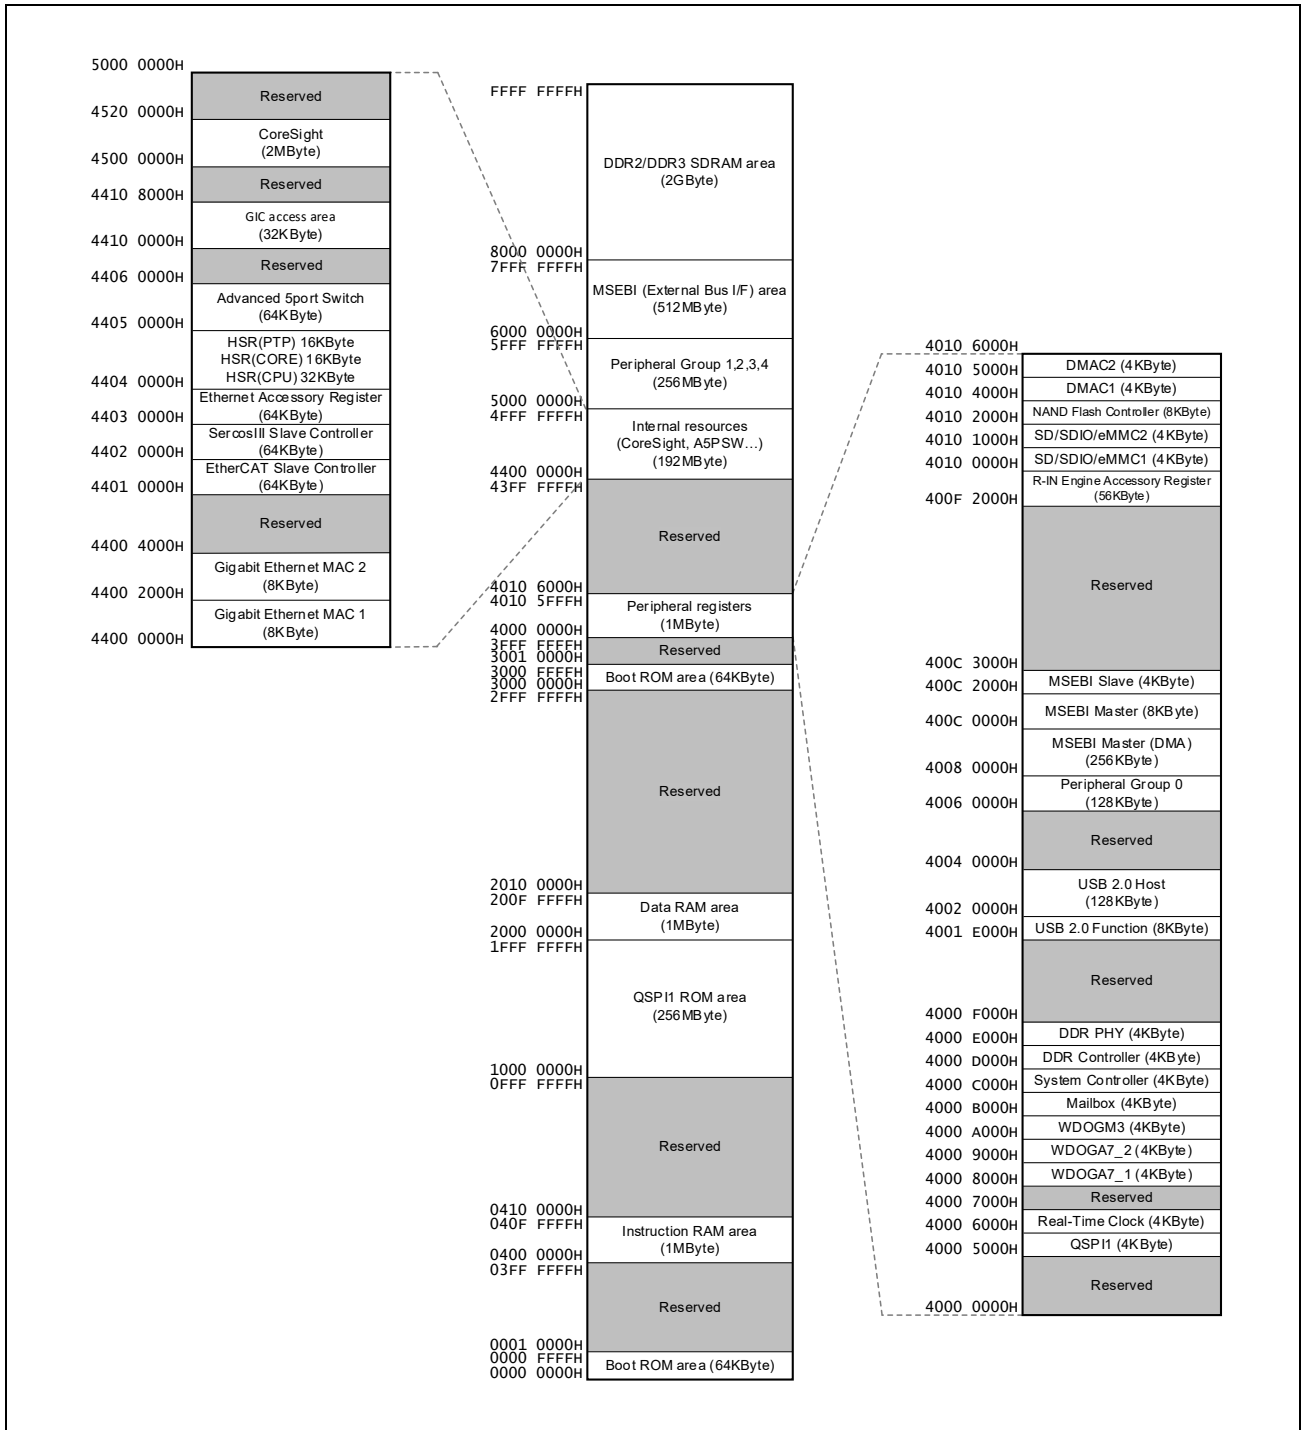 5000 0000H
Reserved
4520 0000H
CoreSight
(2MByte)
4500 0000H
Reserved
4410 8000H
GIC access area
(32KByte)
4410 0000H
Reserved
4406 0000H
Advanced 5port Switch
(64KByte)
4405 0000H
HSR(PTP) 16KByte
HSR(CORE) 16KByte
HSR(CPU) 32KByte
4404 0000H
Ethernet Accessory Register
(64KByte)
4403 0000H
SercosIII Slave Controller
(64KByte)
4402 0000H
EtherCAT Slave Controller
(64KByte)
4401 0000H
Reserved
4400 4000H
Gigabit Ethernet MAC 2
(8KByte)
4400 2000H
Gigabit Ethernet MAC 1
(8KByte)
4400 0000H
FFFF FFFFH
DDR2/DDR3 SDRAM area
(2GByte)
8000 0000H
7FFF FFFFH
MSEBI (External Bus I/F) area
(512MByte)
6000 0000H
5FFF FFFFH
Peripheral Group 1,2,3,4
(256MByte)
5000 0000H
4FFF FFFFH
Internal resources
(CoreSight, A5PSW...)
(192MByte)
4400 0000H
43FF FFFFH
Reserved
4010 6000H
4010 5FFFH
Peripheral registers
(1MByte)
4000 0000H
3FFF FFFFH
Reserved
3001 0000H
3000 FFFFH
Boot ROM area (64KByte)
3000 0000H
2FFF FFFFH
Reserved
2010 0000H
200F FFFFH
Data RAM area
(1MByte)
2000 0000H
1FFF FFFFH
QSPI1 ROM area
(256MByte)
1000 0000H
0FFF FFFFH
Reserved
0410 0000H
040F FFFFH
Instruction RAM area
(1MByte)
0400 0000H
03FF FFFFH
Reserved
0001 0000H
0000 FFFFH
Boot ROM area (64KByte)
0000 0000H
4010 6000H
DMAC2 (4KByte)
4010 5000H
DMAC1 (4KByte)
4010 4000H
NAND Flash Controller (8KByte)
4010 2000H
SD/SDIO/eMMC2 (4KByte)
4010 1000H
SD/SDIO/eMMC1 (4KByte)
4010 0000H
R-IN Engine Accessory Register
(56KByte)
400F 2000H
Reserved
400C 3000H
MSEBI Slave (4KByte)
400C 2000H
MSEBI Master (8KByte)
400C 0000H
MSEBI Master (DMA)
(256KByte)
4008 0000H
Peripheral Group 0
(128KByte)
4006 0000H
Reserved
4004 0000H
USB 2.0 Host
(128KByte)
4002 0000H
USB 2.0 Function (8KByte)
4001 E000H
Reserved
4000 F000H
DDR PHY (4KByte)
4000 E000H
DDR Controller (4KByte)
4000 D000H
System Controller (4KByte)
4000 C000H
Mailbox (4KByte)
4000 B000H
WDOGM3 (4KByte)
4000 A000H
WDOGA7_2 (4KByte)
4000 9000H
WDOGA7_1 (4KByte)
4000 8000H
Reserved
4000 7000H
Real-Time Clock (4KByte)
4000 6000H
QSPI1 (4KByte)
4000 5000H
Reserved
4000 0000H